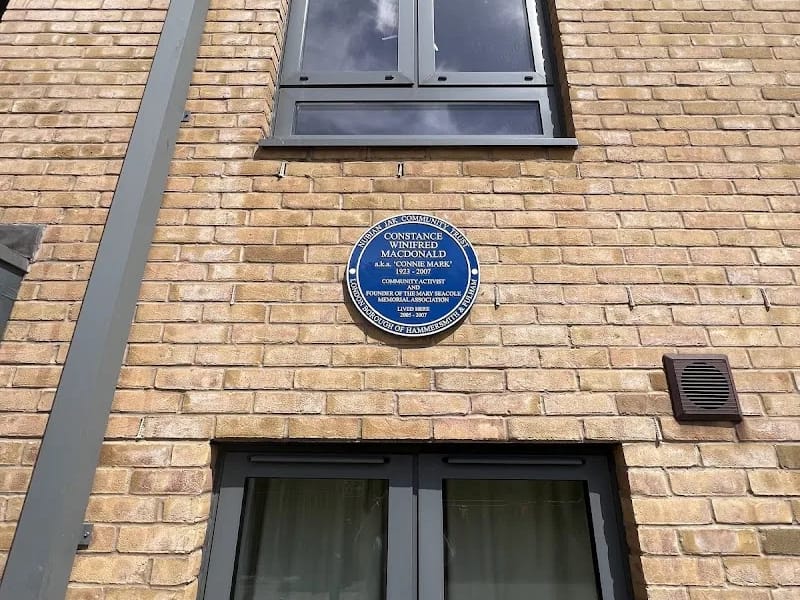 NUBIAN JAK COMMUNITY TRUST
CONSTANCE
WINIFRED
MACDONALD
a.k.a. 'CONNIE MARK'
1923 - 2007
COMMUNITY ACTIVIST
AND
FOUNDER OF THE MARY SEACOLE
MEMORIAL ASSOCIATION
LIVED HERE
2005 - 2007
LONDON BOROUGH OF HAMMERSMITH & FULHAM